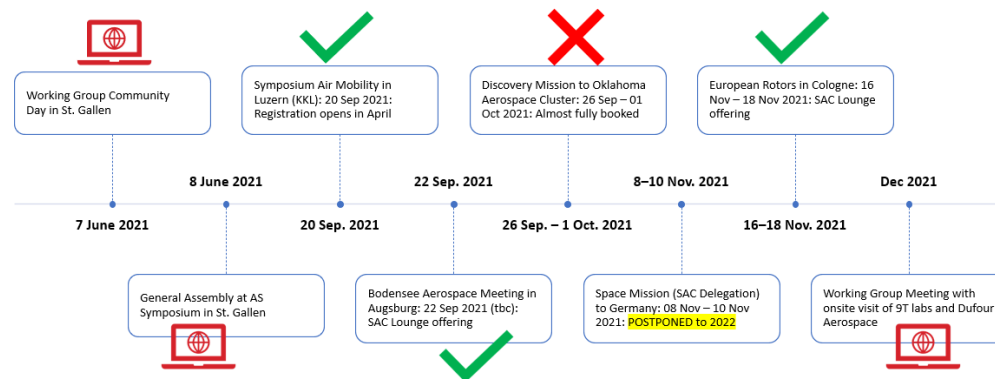 Working Group Community
Day in St. Gallen
Symposium Air Mobility in
Luzern (KKL): 20 Sep 2021:
Registration opens in April
Discovery Mission to Oklahoma
Aerospace Cluster: 26 Sep – 01
Oct 2021: Almost fully booked
European Rotors in Cologne: 16
Nov – 18 Nov 2021: SAC Lounge
offering
8 June 2021
22 Sep. 2021
8–10 Nov. 2021
Dec 2021
7 June 2021
20 Sep. 2021
26 Sep. – 1 Oct. 2021
16–18 Nov. 2021
General Assembly at AS
Symposium in St. Gallen
Bodensee Aerospace Meeting in
Augsburg: 22 Sep 2021 (tbc):
SAC Lounge offering
Space Mission (SAC Delegation)
to Germany: 08 Nov – 10 Nov
2021: POSTPONED to 2022
Working Group Meeting with
onsite visit of 9T labs and Dufour
Aerospace